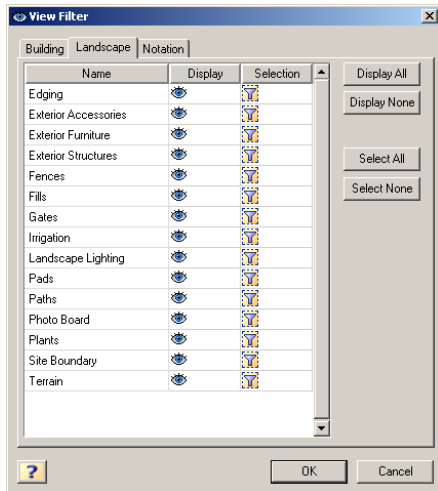 View Filter
Building Landscape Notation
Name Display Selection
Display All
Edging
Display None
Exterior Accessories
Exterior Furniture
Exterior Structures
Select All
Fences
Select None
Fills
Gates
Irrigation
Landscape Lighting
Pads
Paths
Photo Board
Plants
Site Boundary
Terrain
? OK Cancel